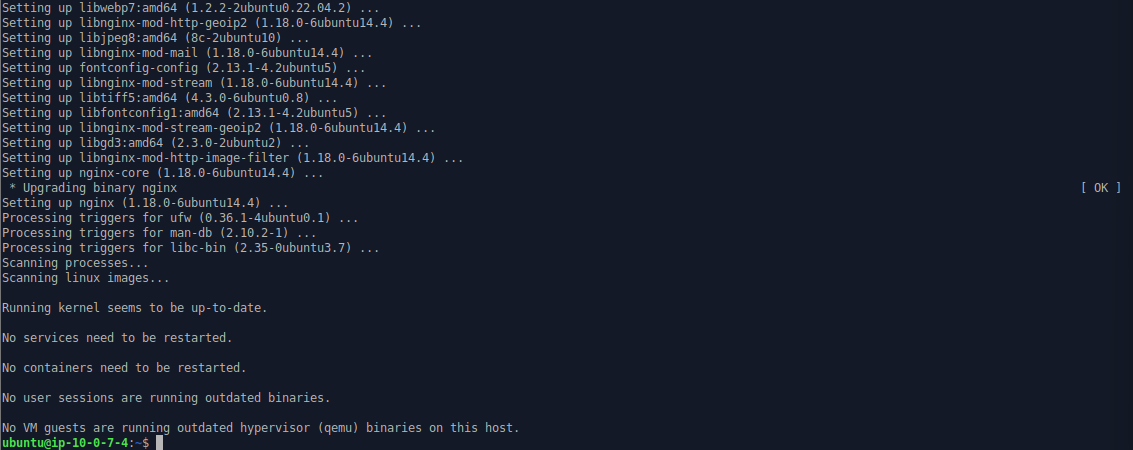 Setting up libwebp7:amd64 (1.2.2-2ubuntu0.22.04.2) ...
Setting up libnginx-mod-http-geoip2 (1.18.0-6ubuntu14.4) ...
Setting up libjpeg8:amd64 (8c-2ubuntu10) ...
Setting up libnginx-mod-mail (1.18.0-6ubuntu14.4) ...
Setting up fontconfig-config (2.13.1-4.2ubuntu5) ...
Setting up libnginx-mod-stream (1.18.0-6ubuntu14.4) ...
Setting up libtiff5:amd64 (4.3.0-6ubuntu0.8) ...
Setting up libfontconfig1:amd64 (2.13.1-4.2ubuntu5) ...
Setting up libnginx-mod-stream-geoip2 (1.18.0-6ubuntu14.4) ...
Setting up libgd3:amd64 (2.3.0-2ubuntu2) ...
Setting up libnginx-mod-http-image-filter (1.18.0-6ubuntu14.4) ...
Setting up nginx-core (1.18.0-6ubuntu14.4) ...
 * Upgrading binary nginx [ OK ]
Setting up nginx (1.18.0-6ubuntu14.4) ...
Processing triggers for ufw (0.36.1-4ubuntu0.1) ...
Processing triggers for man-db (2.10.2-1) ...
Processing triggers for libc-bin (2.35-0ubuntu3.7) ...
Scanning processes...
Scanning linux images...
Running kernel seems to be up-to-date.
No services need to be restarted.
No containers need to be restarted.
No user sessions are running outdated binaries.
No VM guests are running outdated hypervisor (qemu) binaries on this host.
ubuntu@ip-10-0-7-4:~$